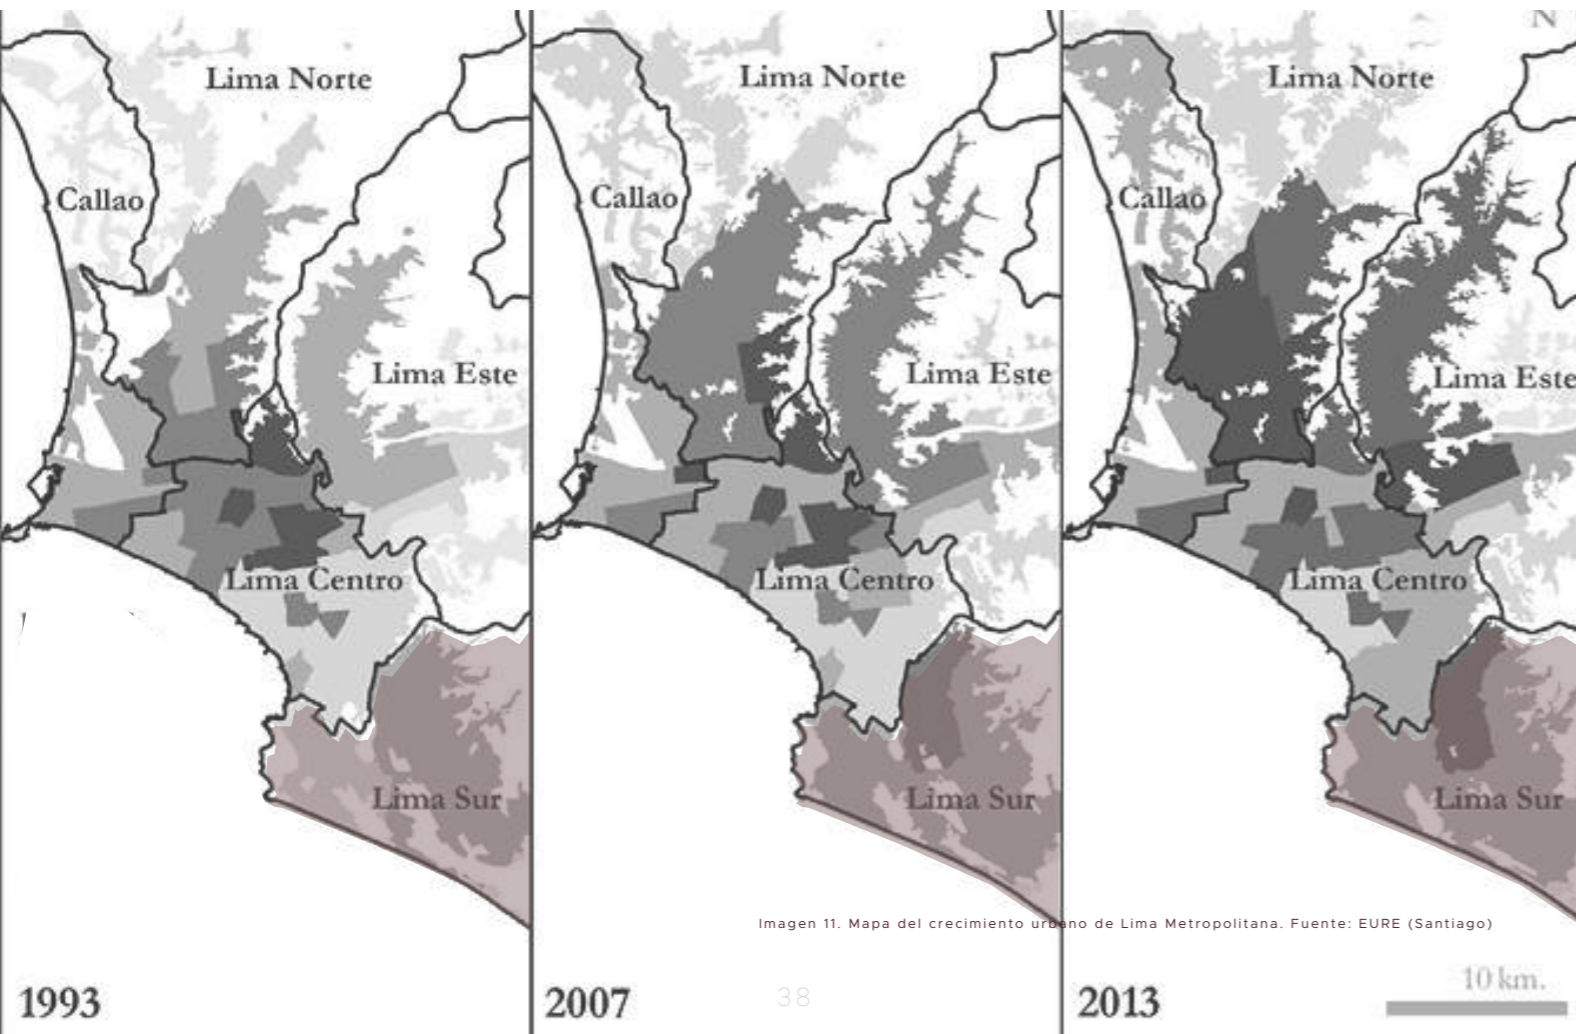 Lima Norte
Callao
Lima Este
Lima Centro
Lima Sur
1993
Lima Norte
Callao
Lima Este
Lima Centro
Lima Sur
2007
N
Lima Norte
Callao
Lima Este
Lima Centro
Lima Sur
Imagen 11. Mapa del crecimiento urbano de Lima Metropolitana. Fuente: EURE (Santiago)
10 km.
2013
38